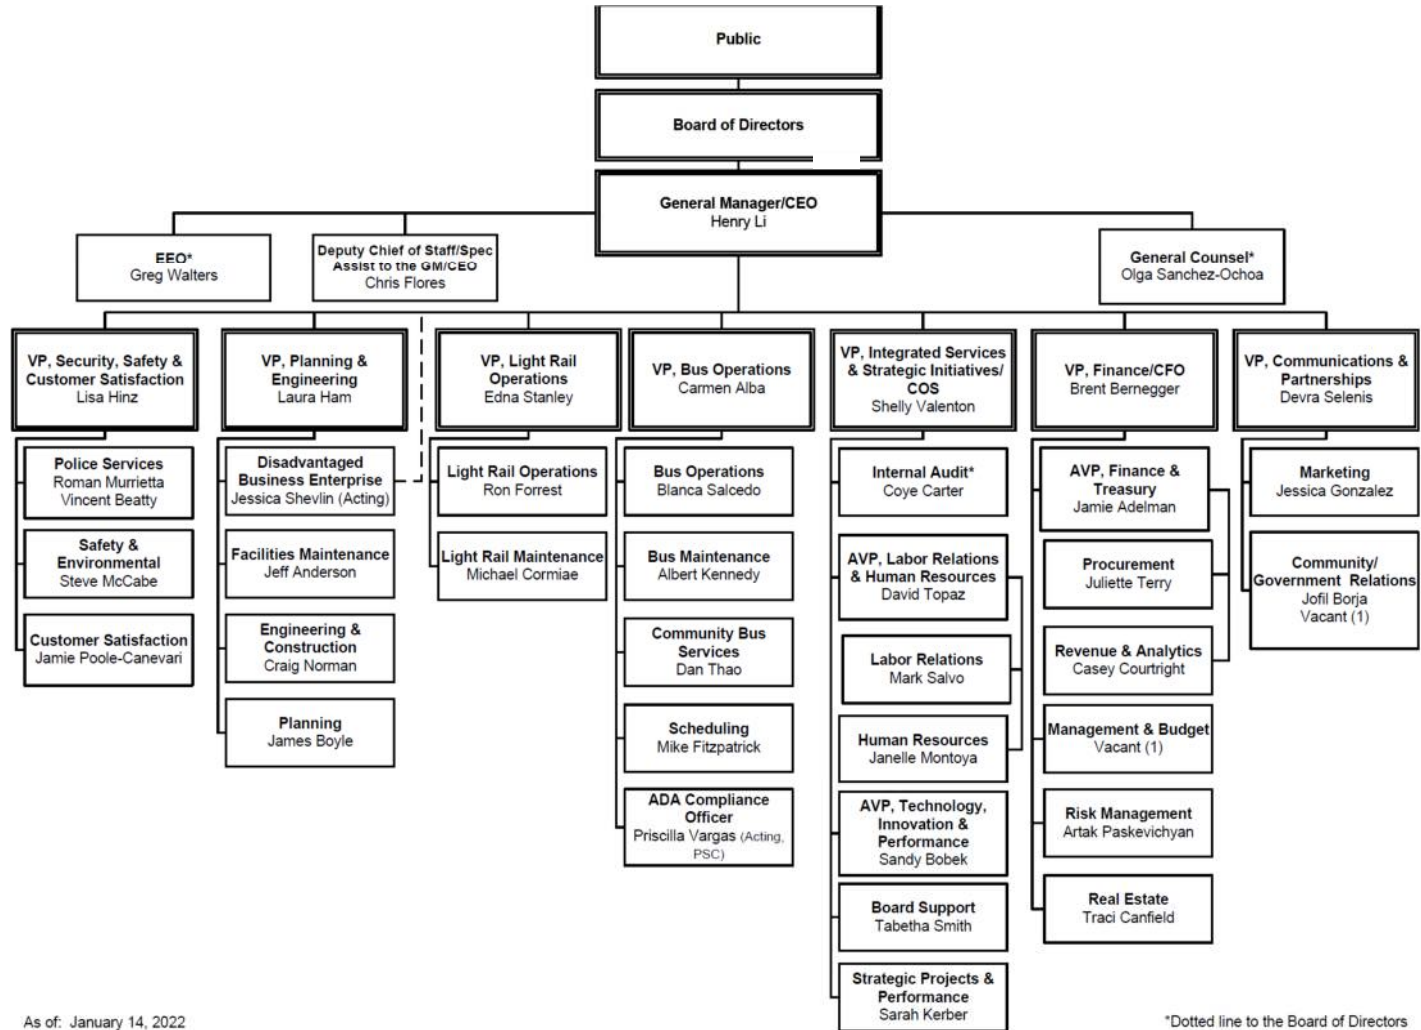 Public
Board of Directors
General Manager/CEO
Henry Li
EEO*
Greg Walters
Deputy Chief of Staff/Spec
Assist to the GM/CEO
Chris Flores
General Counsel*
Olga Sanchez-Ochoa
VP, Security, Safety &
Customer Satisfaction
Lisa Hinz
VP, Planning &
Engineering
Laura Ham
VP, Light Rail
Operations
Edna Stanley
VP, Bus Operations
Carmen Alba
VP, Integrated Services
& Strategic Initiatives/
COS
Shelly Valenton
VP, Finance/CFO
Brent Bernegger
VP, Communications &
Partnerships
Devra Selenis
Police Services
Roman Murrietta
Vincent Beatty
Safety &
Environmental
Steve McCabe
Customer Satisfaction
Jamie Poole-Canevari
Disadvantaged
Business Enterprise
Jessica Shevlin (Acting)
Facilities Maintenance
Jeff Anderson
Engineering &
Construction
Craig Norman
Planning
James Boyle
Light Rail Operations
Ron Forrest
Light Rail Maintenance
Michael Cormiae
Bus Operations
Blanca Salcedo
Bus Maintenance
Albert Kennedy
Community Bus
Services
Dan Thao
Scheduling
Mike Fitzpatrick
ADA Compliance
Officer
Priscilla Vargas (Acting,
PSC)
Internal Audit*
Coye Carter
AVP, Labor Relations
& Human Resources
David Topaz
Labor Relations
Mark Salvo
Human Resources
Janelle Montoya
AVP, Technology,
Innovation &
Performance
Sandy Bobek
Board Support
Tabetha Smith
Strategic Projects &
Performance
Sarah Kerber
AVP, Finance &
Treasury
Jamie Adelman
Procurement
Juliette Terry
Revenue & Analytics
Casey Courtright
Management & Budget
Vacant (1)
Risk Management
Artak Paskevichyan
Real Estate
Traci Canfield
Marketing
Jessica Gonzalez
Community/
Government Relations
Jofil Borja
Vacant (1)
As of: January 14, 2022
*Dotted line to the Board of Directors